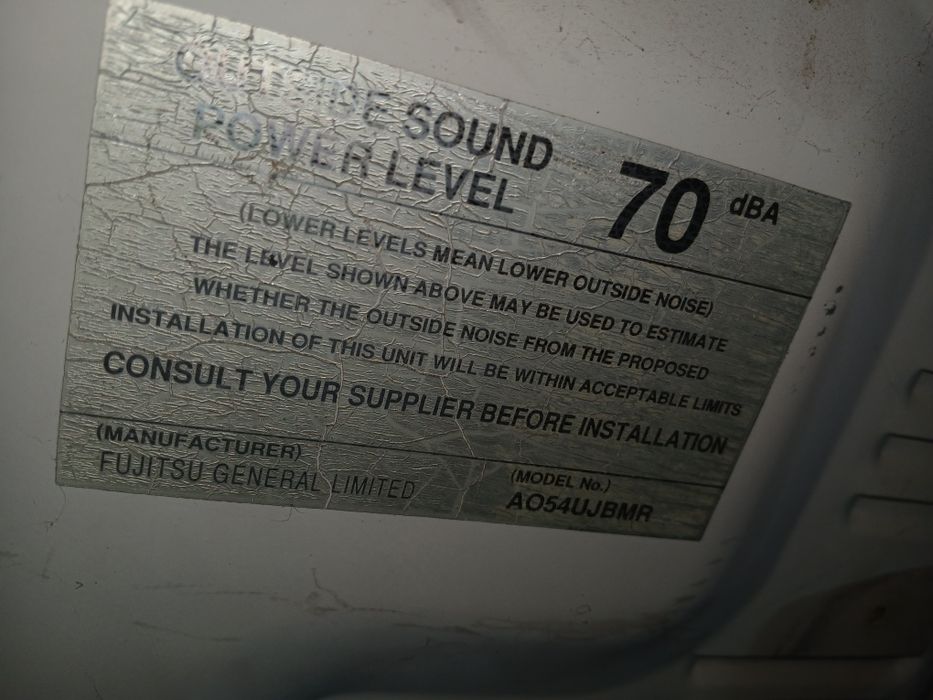 OUTSIDE SOUND
POWER LEVEL
70 dBA
(LOWER LEVELS MEAN LOWER OUTSIDE NOISE)
THE LEVEL SHOWN ABOVE MAY BE USED TO ESTIMATE
WHETHER THE OUTSIDE NOISE FROM THE PROPOSED
INSTALLATION OF THIS UNIT WILL BE WITHIN ACCEPTABLE LIMITS
CONSULT YOUR SUPPLIER BEFORE INSTALLATION
(MANUFACTURER)
FUJITSU GENERAL LIMITED
(MODEL No.)
AO54UJBMR